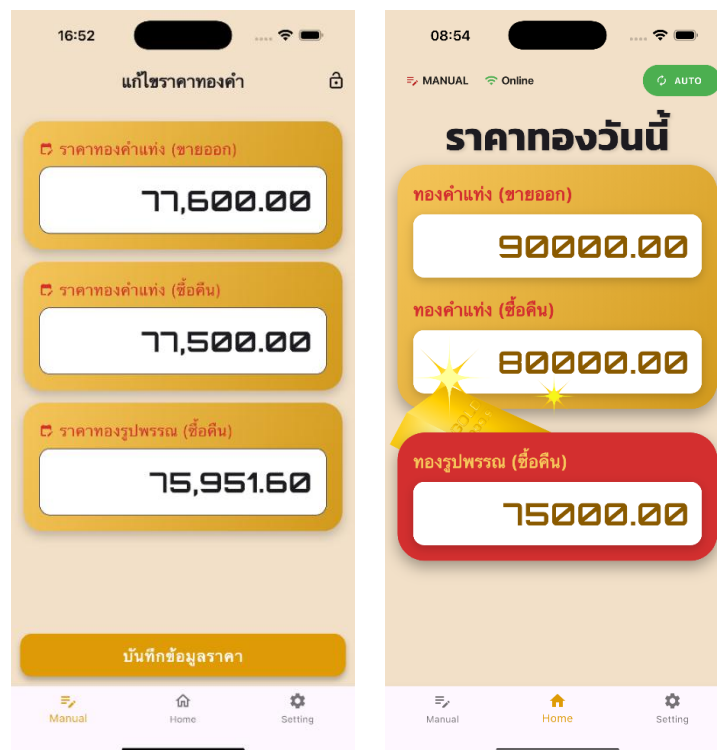 16:52
แก้ไขราคาทองคำ
ราคาทองคำแท่ง (ขายออก)
77,600.00
ราคาทองคำแท่ง (ซื้อคืน)
77,500.00
ราคาทองรูปพรรณ (ซื้อคืน)
75,951.60
บันทึกข้อมูลราคา
Manual Home Setting
08:54
MANUAL Online AUTO
ราคาทองวันนี้
ทองคำแท่ง (ขายออก)
90000.00
ทองคำแท่ง (ซื้อคืน)
80000.00
ทองรูปพรรณ (ซื้อคืน)
75000.00
Manual Home Setting